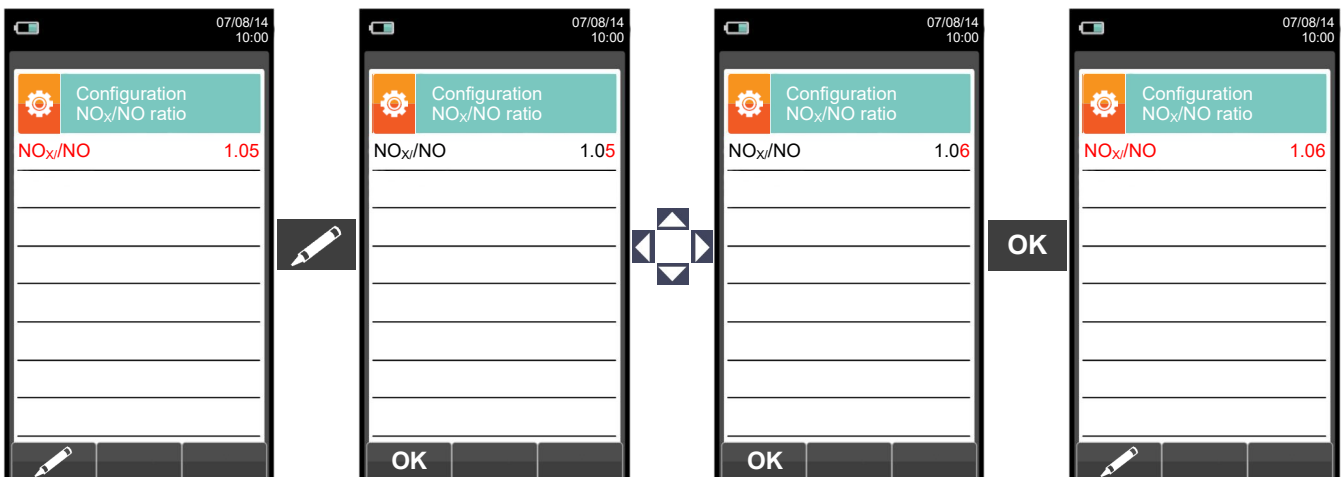 07/08/14
10:00
Configuration
NOX/NO ratio
NOX//NO 1.05
07/08/14
10:00
Configuration
NOX/NO ratio
NOX//NO 1.05
OK
07/08/14
10:00
Configuration
NOX/NO ratio
NOX//NO 1.06
OK
OK
07/08/14
10:00
Configuration
NOX/NO ratio
NOX//NO 1.06